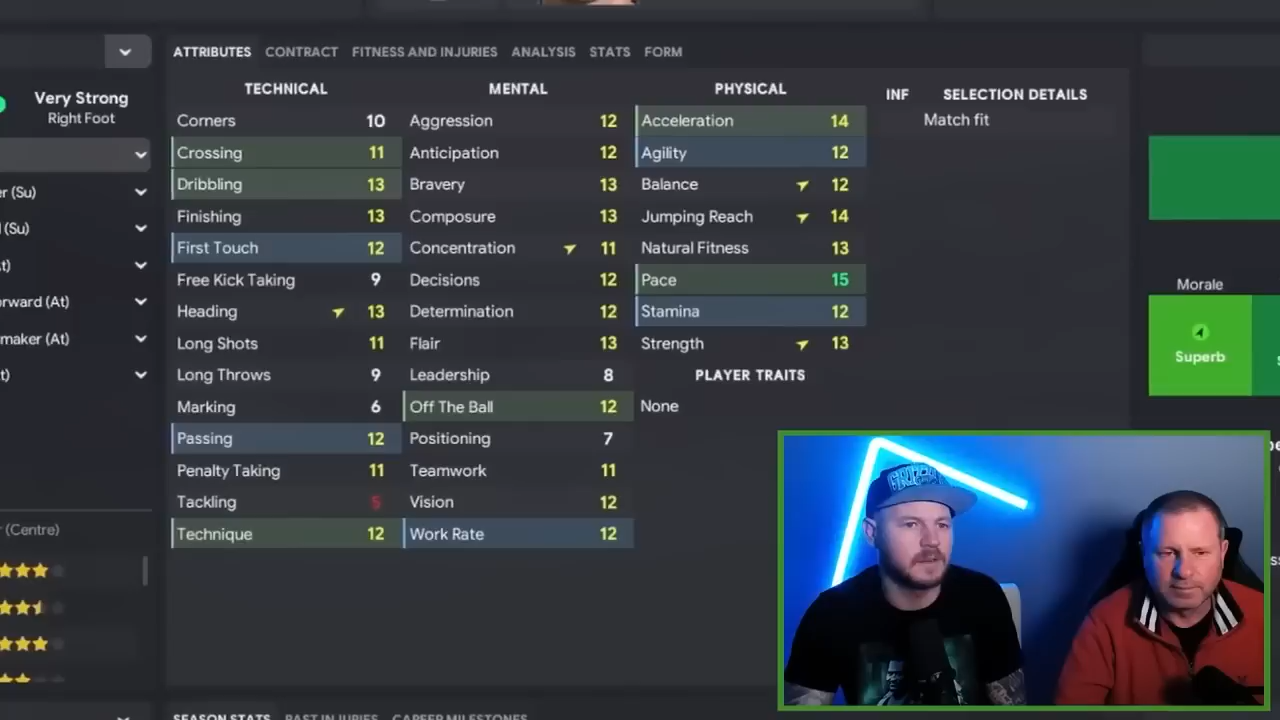 ATTRIBUTES CONTRACT FITNESS AND INJURIES ANALYSIS STATS FORM
Very Strong
Right Foot
er (Su)
(Su)
t)
orward (At)
maker (At)
t)
r (Centre)
TECHNICAL
Corners 10
Crossing 11
Dribbling 13
Finishing 13
First Touch 12
Free Kick Taking 9
Heading 13
Long Shots 11
Long Throws 9
Marking 6
Passing 12
Penalty Taking 11
Tackling 5
Technique 12
MENTAL
Aggression 12
Anticipation 12
Bravery 13
Composure 13
Concentration 11
Decisions 12
Determination 12
Flair 13
Leadership 8
Off The Ball 12
Positioning 7
Teamwork 11
Vision 12
Work Rate 12
PHYSICAL
Acceleration 14
Agility 12
Balance 12
Jumping Reach 14
Natural Fitness 13
Pace 15
Stamina 12
Strength 13
PLAYER TRAITS
None
INF SELECTION DETAILS
Match fit
Morale
Superb
SEASON STATS PAST INJURIES CAREER MILESTONES